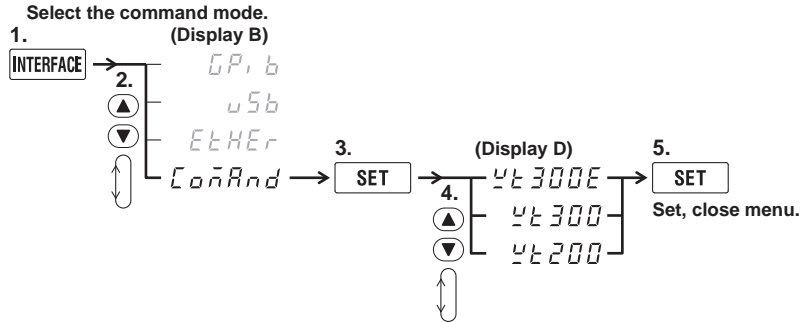 Select the command mode.
1.
(Display B)
INTERFACE
2.
GPib
uSb
EtHEr
3.
(Display D)
5.
ComAnd
SET
4.
yt300E
SET
yt300
Set, close menu.
yt200